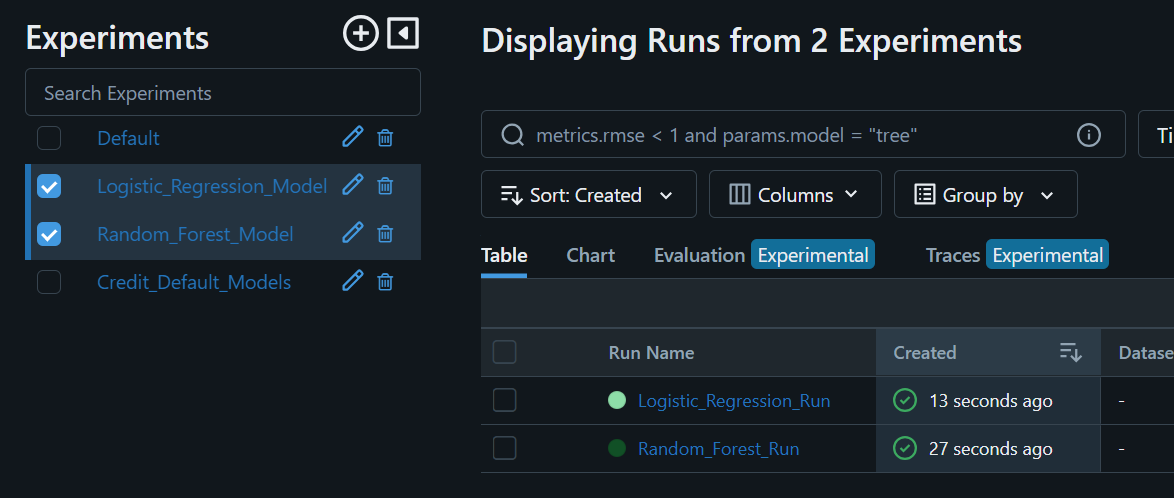 Experiments
Search Experiments
Default
Logistic_Regression_Model
Random_Forest_Model
Credit_Default_Models
Displaying Runs from 2 Experiments
metrics.rmse < 1 and params.model = "tree"
Sort: Created
Columns
Group by
Table Chart Evaluation Experimental Traces Experimental
Run Name Created
Logistic_Regression_Run 13 seconds ago -
Random_Forest_Run 27 seconds ago -